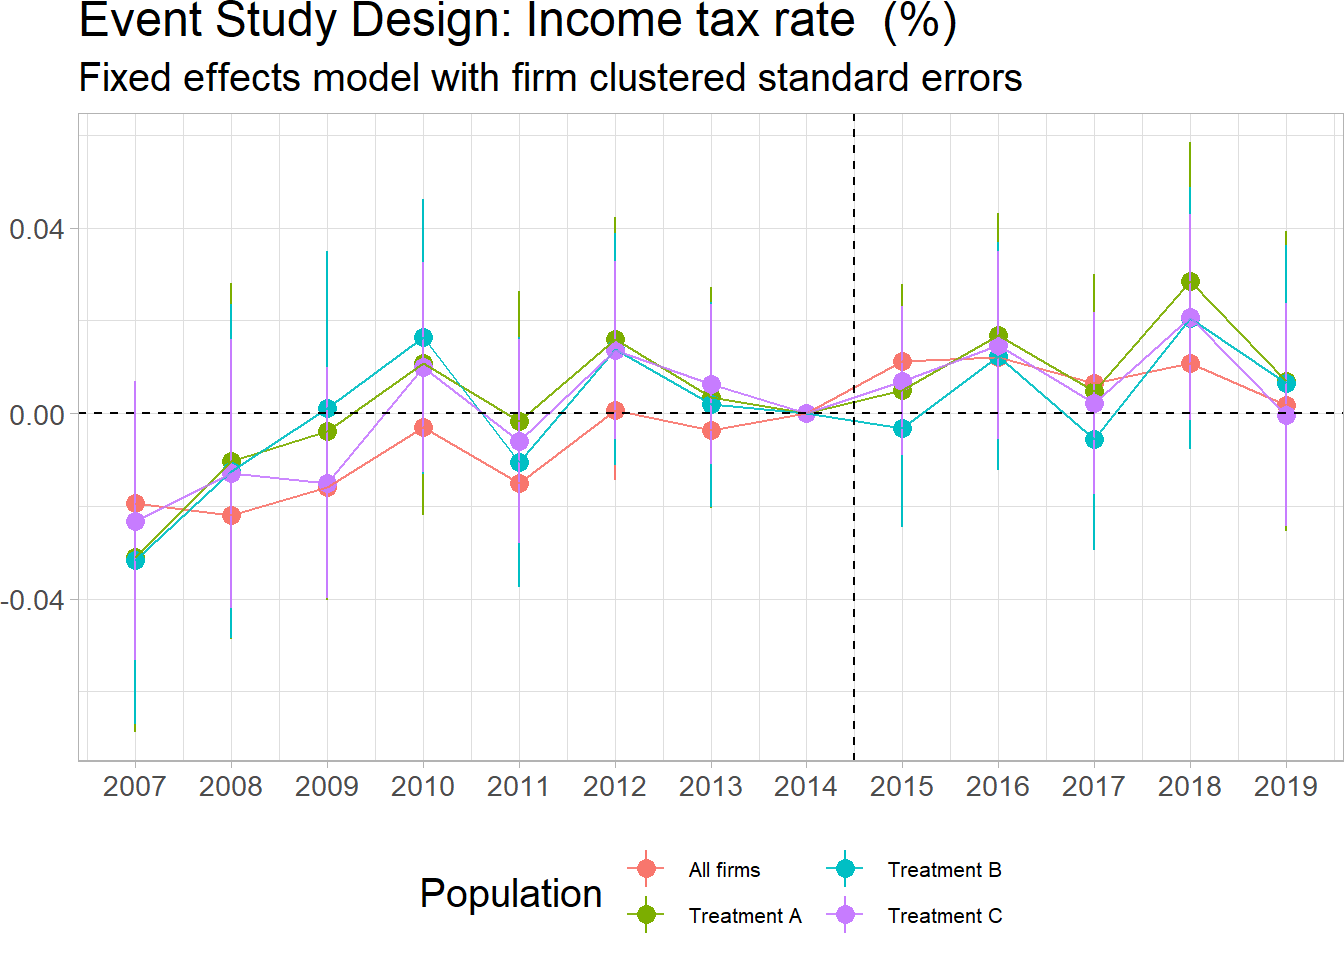 Event Study Design: Income tax rate  (%)
Fixed effects model with firm clustered standard errors
0.04
0.00
-0.04
2007 2008 2009 2010 2011 2012 2013 2014 2015 2016 2017 2018 2019
Population
All firms
Treatment A
Treatment B
Treatment C